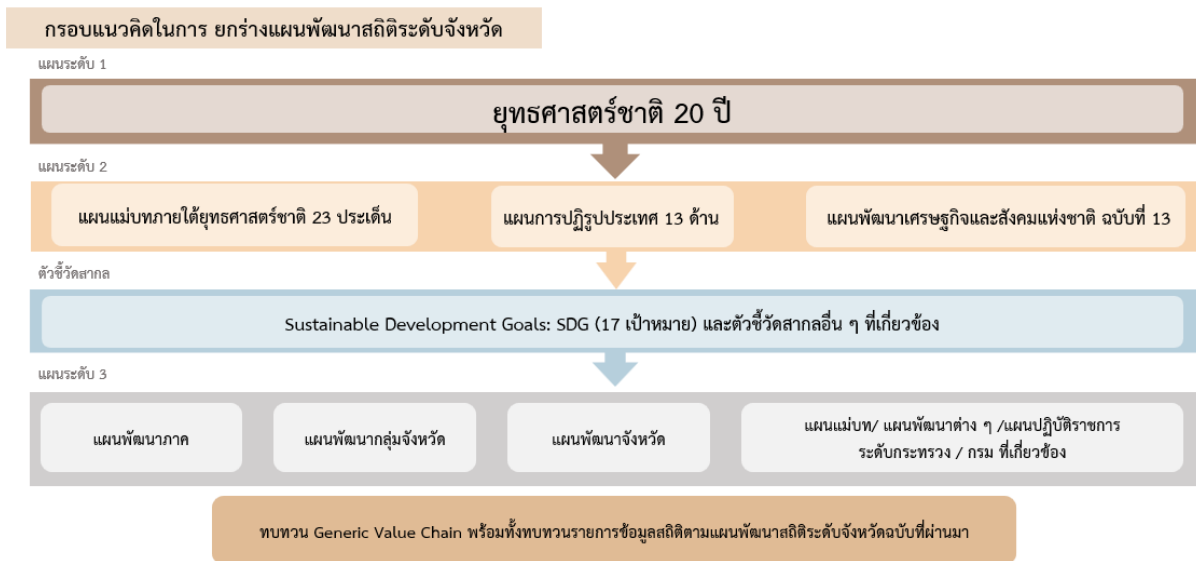 กรอบแนวคิดในการ ยกร่างแผนพัฒนาสถิติระดับจังหวัด
แผนระดับ 1
ยุทธศาสตร์ชาติ 20 ปี
แผนระดับ 2
แผนแม่บทภายใต้ยุทธศาสตร์ชาติ 23 ประเด็น
แผนการปฏิรูปประเทศ 13 ด้าน
แผนพัฒนาเศรษฐกิจและสังคมแห่งชาติ ฉบับที่ 13
ตัวชี้วัดสากล
Sustainable Development Goals: SDG (17 เป้าหมาย) และตัวชี้วัดสากลอื่น ๆ ที่เกี่ยวข้อง
แผนระดับ 3
แผนพัฒนาภาค
แผนพัฒนากลุ่มจังหวัด
แผนพัฒนาจังหวัด
แผนแม่บท/ แผนพัฒนาต่าง ๆ /แผนปฏิบัติราชการ
ระดับกระทรวง / กรม ที่เกี่ยวข้อง
ทบทวน Generic Value Chain พร้อมทั้งทบทวนรายการข้อมูลสถิติตามแผนพัฒนาสถิติระดับจังหวัดฉบับที่ผ่านมา